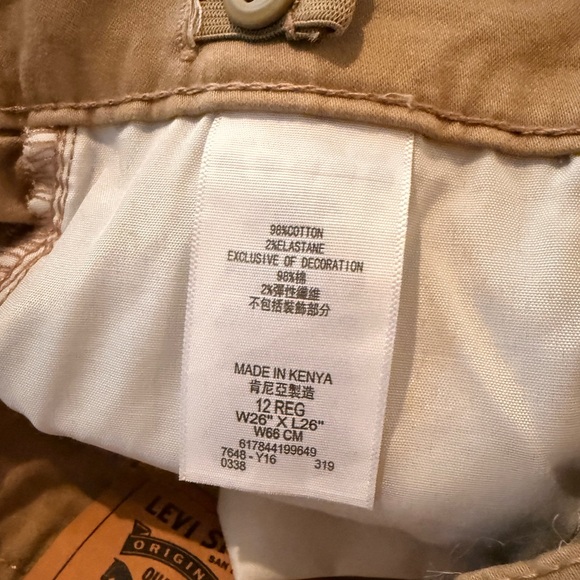 98%COTTON
2%ELASTANE
EXCLUSIVE OF DECORATION
98%棉
2%彈性纖維
不包括裝飾部分
MADE IN KENYA
肯尼亞製造
12 REG
W26" X L26"
W66 CM
617844199649
7648 - Y16 319
0338
LEVI
ORIGIN